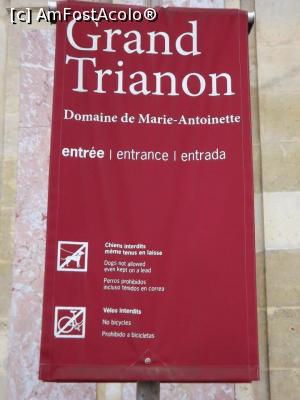 [c] AmFostAcolo®
Grand
Trianon
Domaine de Marie-Antoinette
entrée | entrance | entrada
Chiens interdits
même tenus en laisse
Dogs not allowed
even kept on a lead
Perros prohibidos
incluso tenidos en correa
Vélos interdits
No bicycles
Prohibido a bicicletas